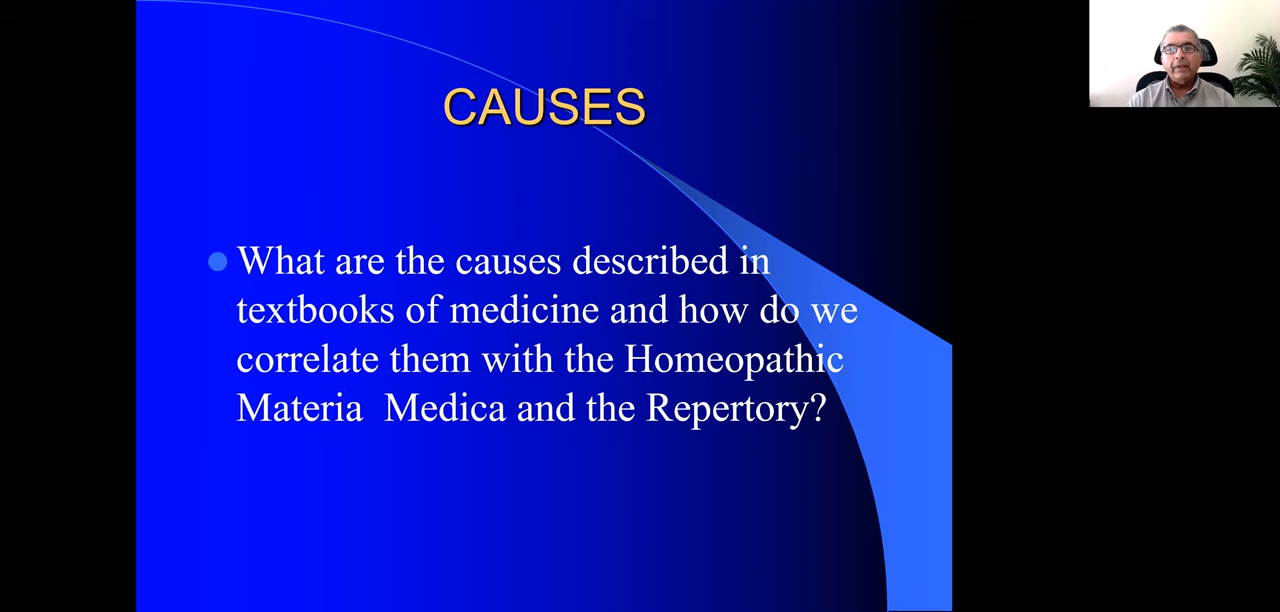 CAUSES
What are the causes described in
textbooks of medicine and how do we
correlate them with the Homeopathic
Materia  Medica and the Repertory?